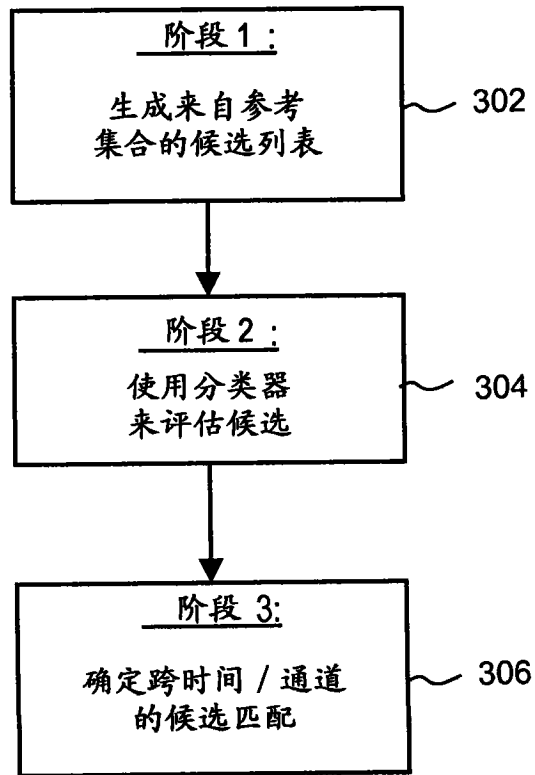 阶段 1:
生成来自参考
集合的候选列表
302
阶段 2:
使用分类器
来评估候选
304
阶段 3:
确定跨时间 / 通道
的候选匹配
306